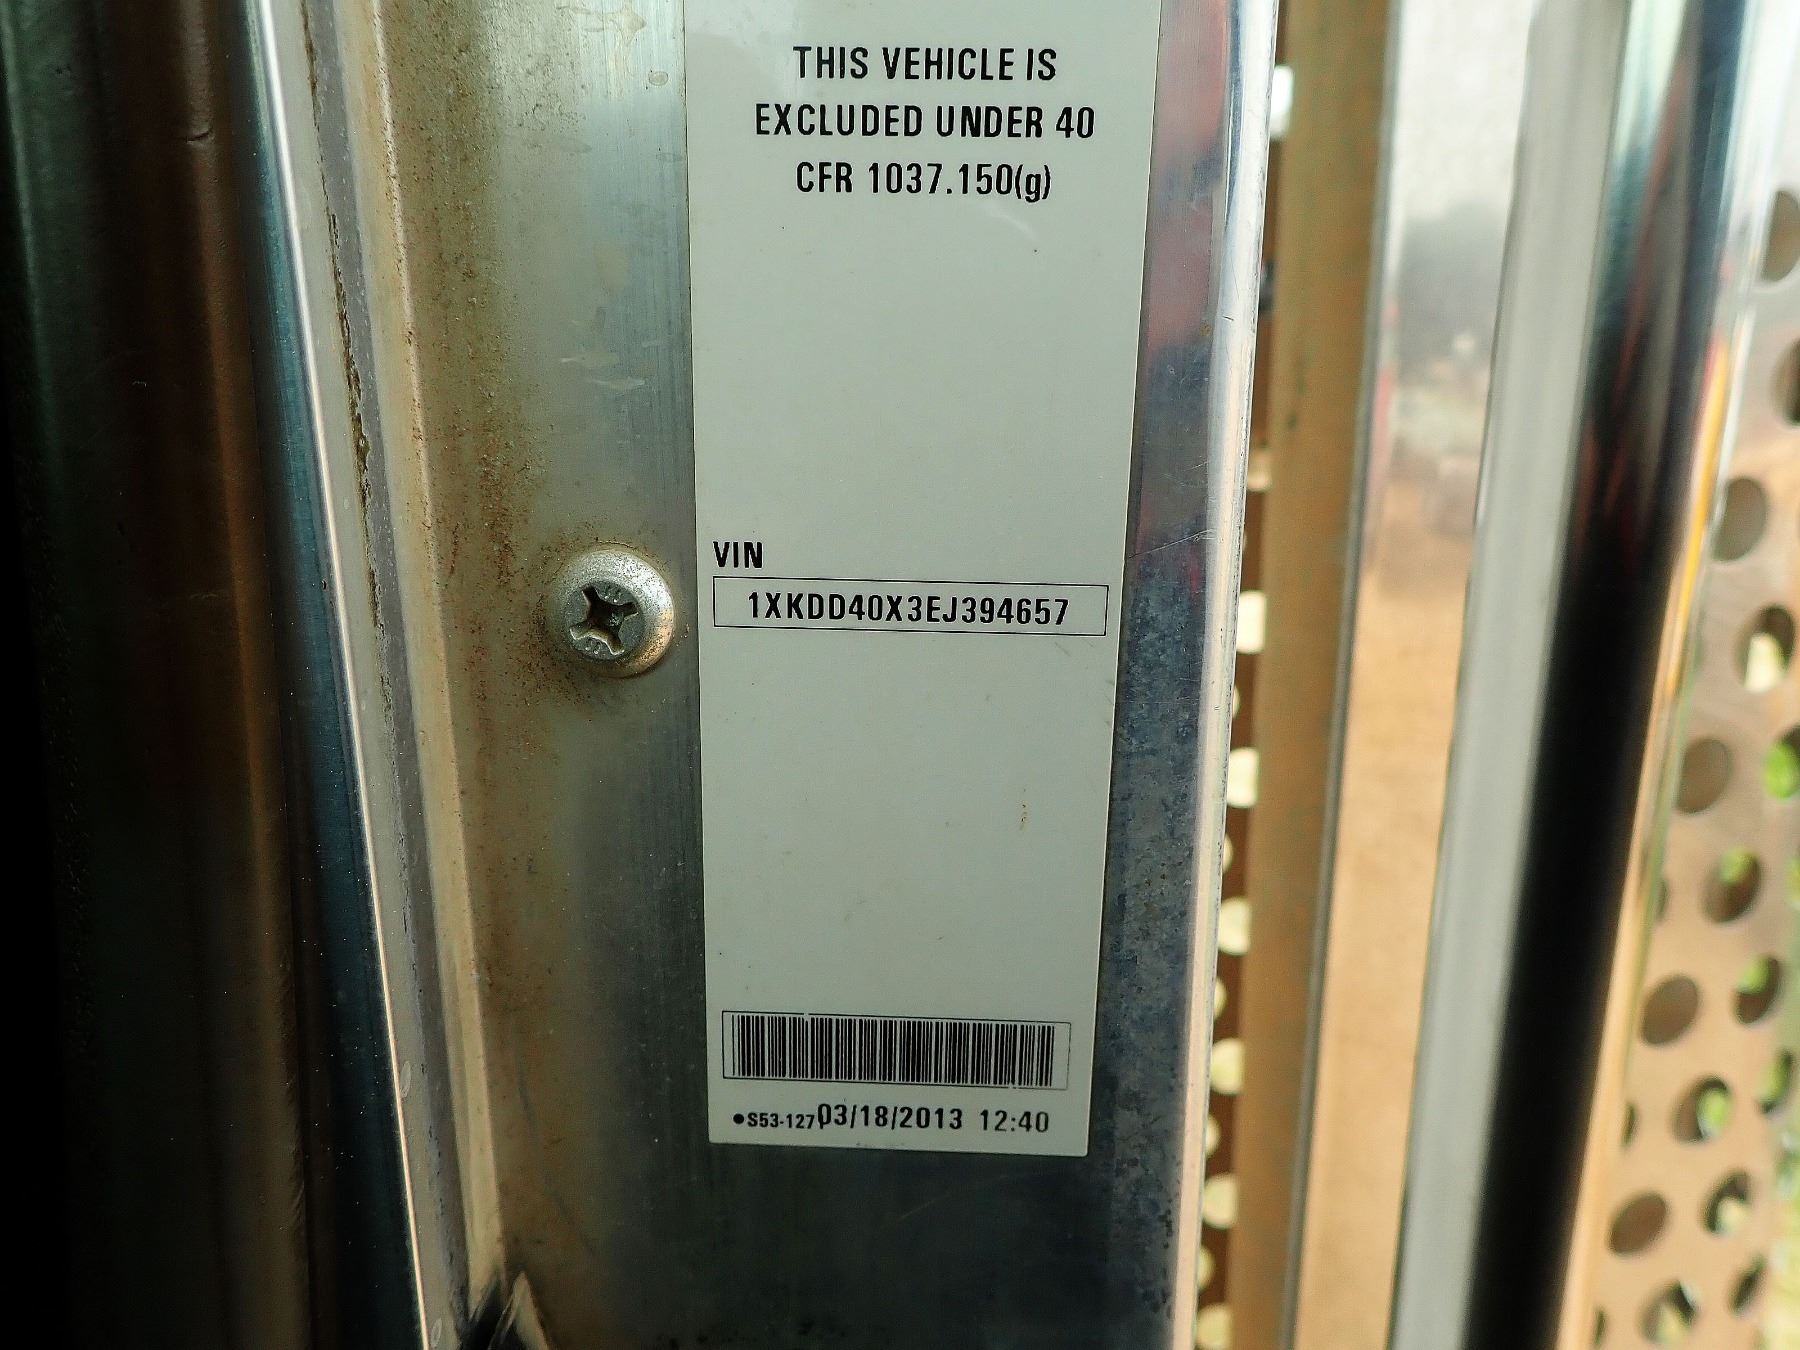 THIS VEHICLE IS
EXCLUDED UNDER 40
CFR 1037.150(g)
VIN
1XKDD40X3EJ394657
●S53-127 03/18/2013 12:40